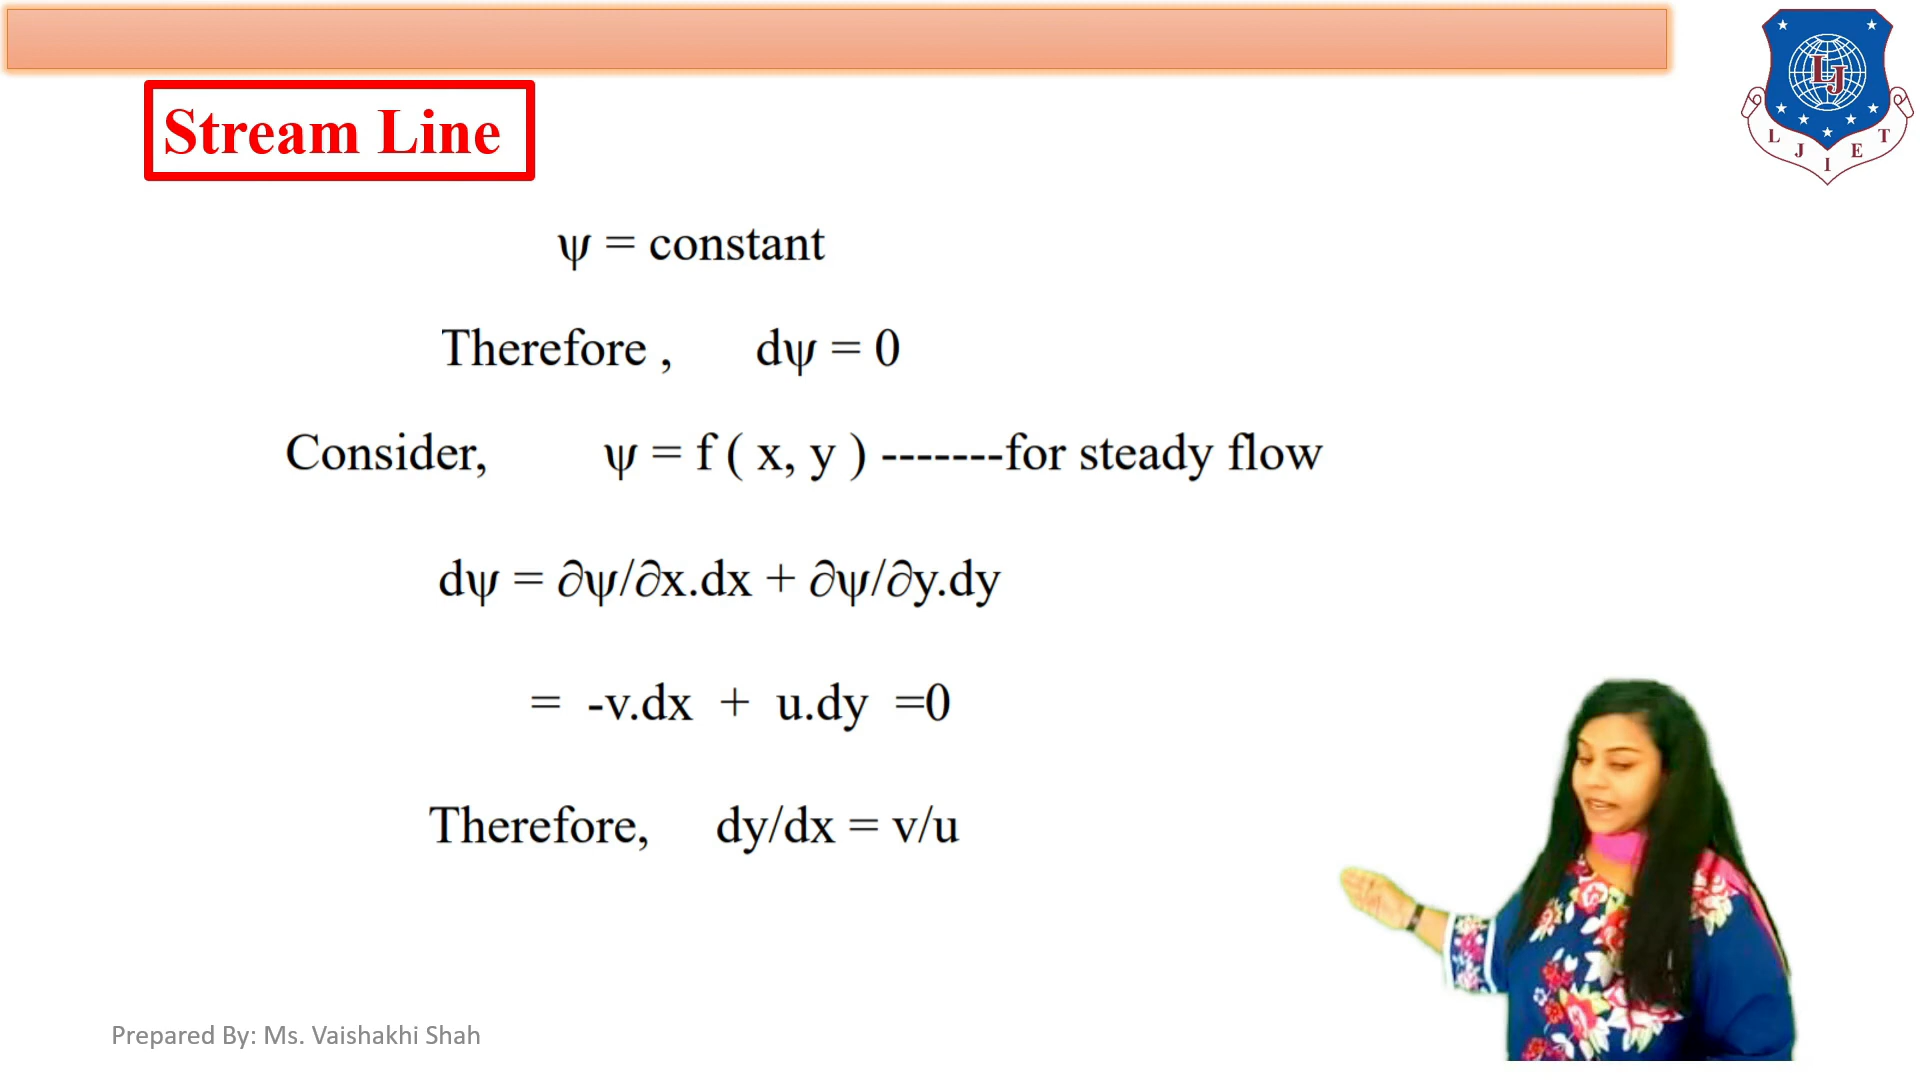 Stream Line
LJ
L J I E T
ψ = constant
Therefore , dψ = 0
Consider, ψ = f ( x, y ) -------for steady flow
dψ = ∂ψ/∂x.dx + ∂ψ/∂y.dy
= -v.dx + u.dy =0
Therefore, dy/dx = v/u
Prepared By: Ms. Vaishakhi Shah